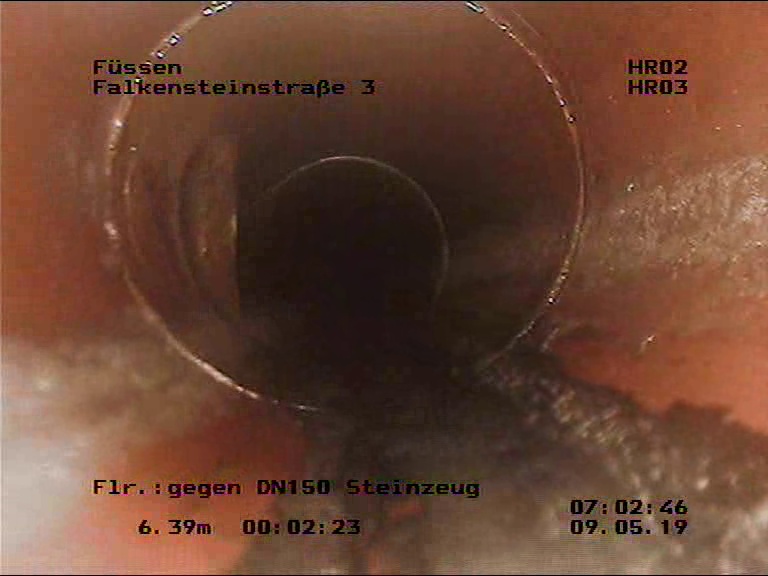 Füssen HR02
Falkensteinstraße 3 HR03
Flr.:gegen DN150 Steinzeug
07:02:46
6.39m 00:02:23 09.05.19